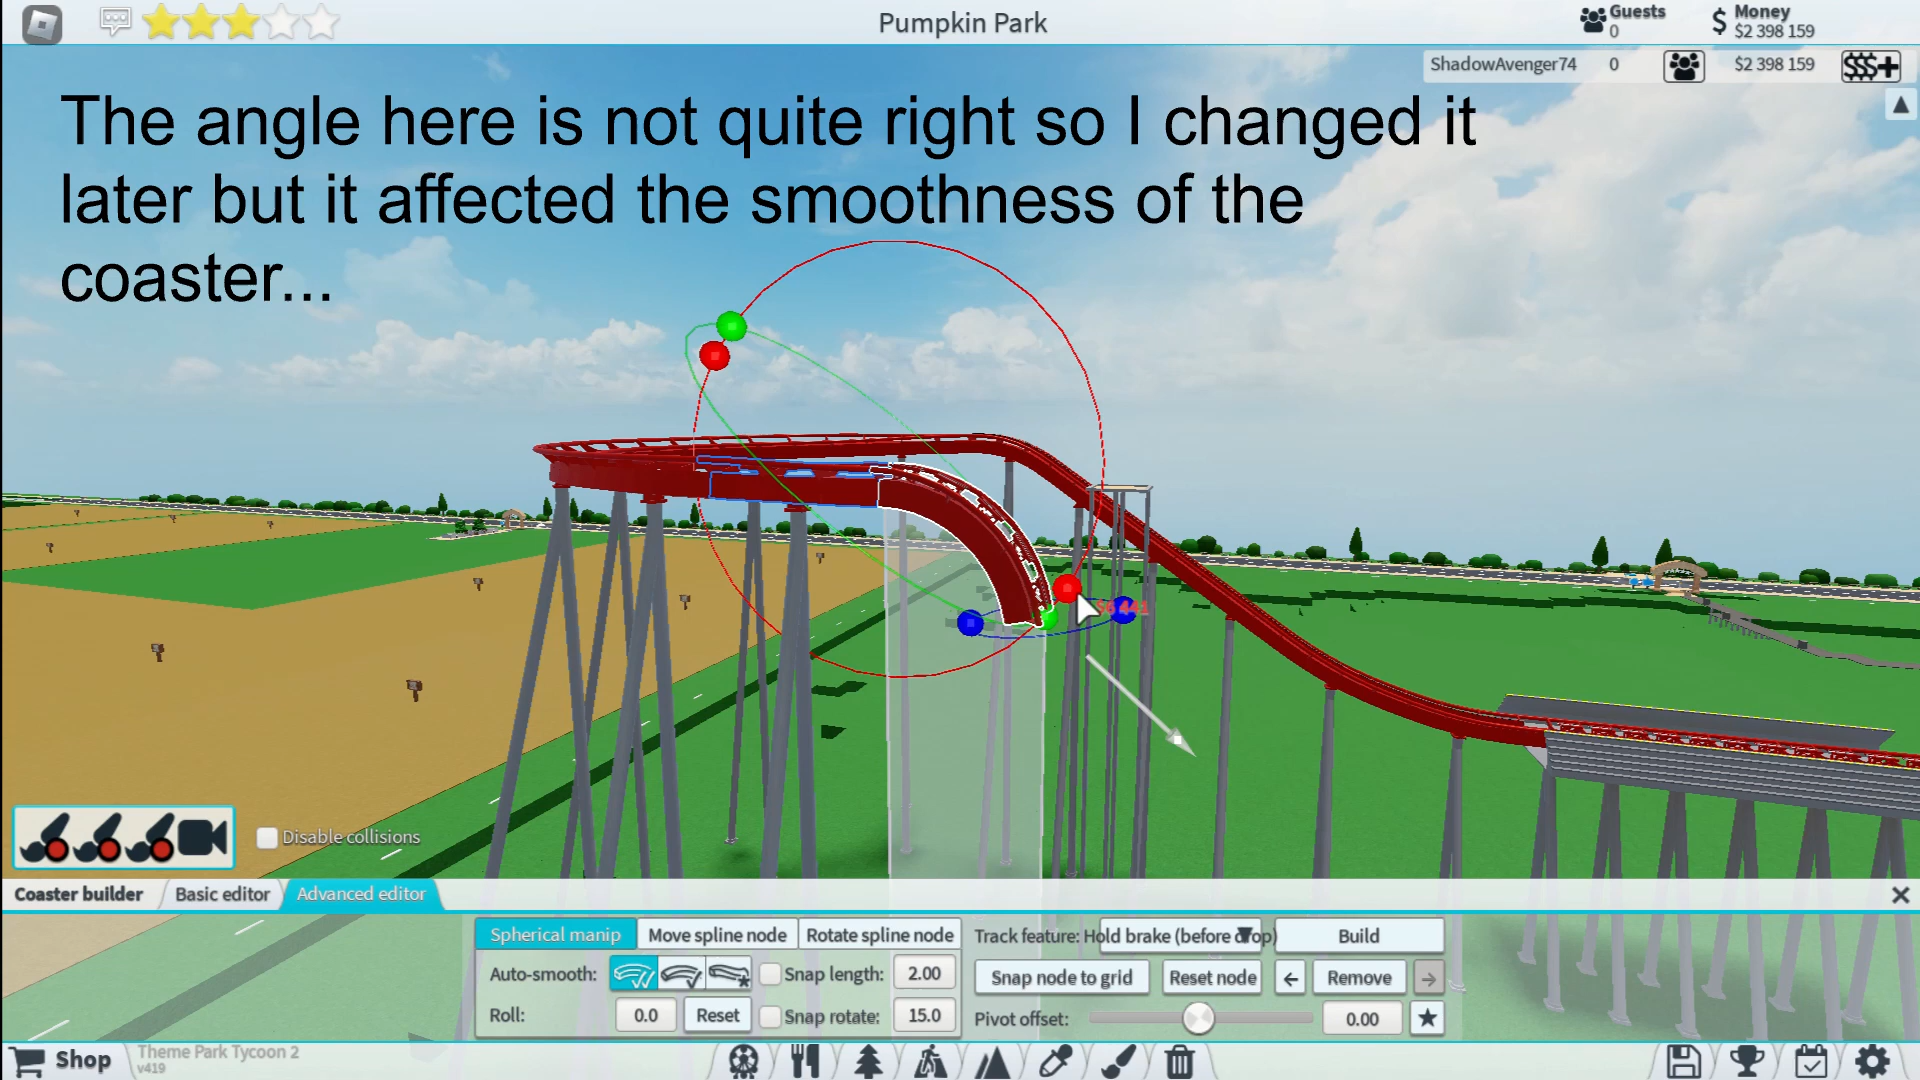 Pumpkin Park
Guests
0
Money
$2 398 159
ShadowAvenger74 0 $2 398 159
$$$+
The angle here is not quite right so I changed it
later but it affected the smoothness of the
coaster...
$6 441
Disable collisions
Coaster builder Basic editor Advanced editor
Spherical manip Move spline node Rotate spline node Track feature: Hold brake (before drop) Build
Auto-smooth: Snap length: 2.00 Snap node to grid Reset node Remove
Roll: 0.0 Reset Snap rotate: 15.0 Pivot offset: 0.00
Shop
Theme Park Tycoon 2
v419